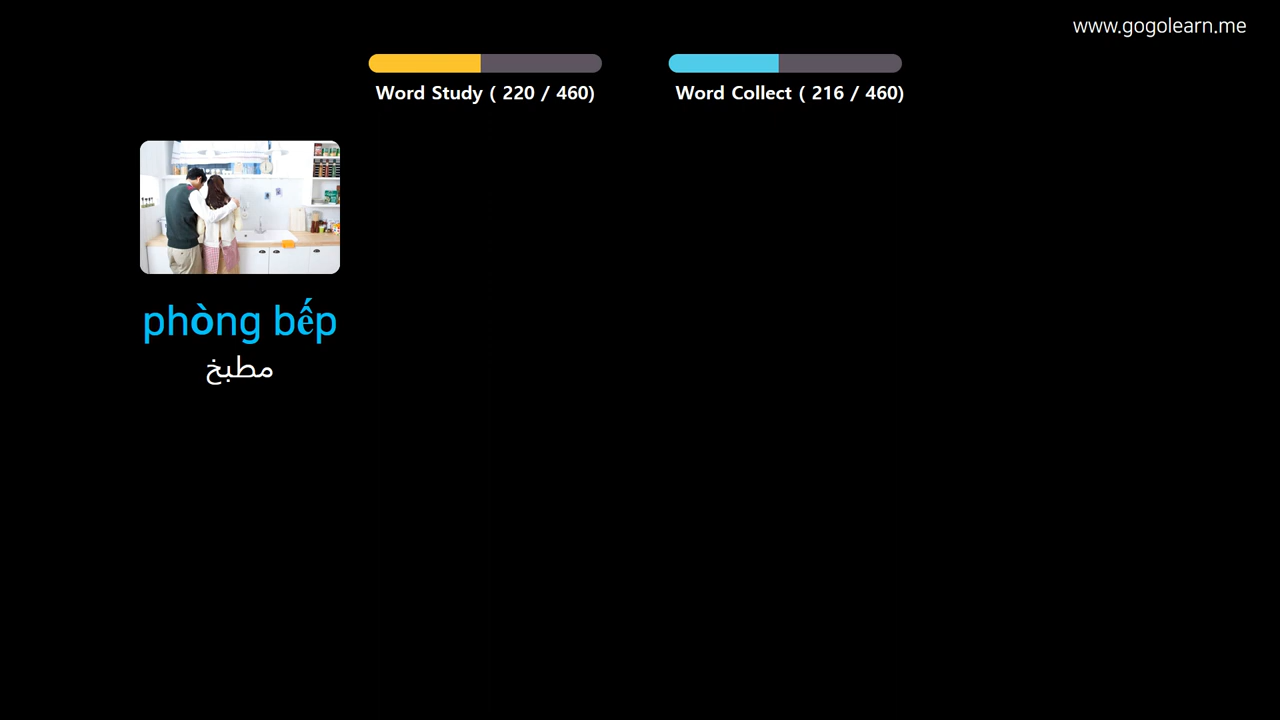 www.gogolearn.me
Word Study ( 220 / 460)
Word Collect ( 216 / 460)
phòng bếp
مطبخ